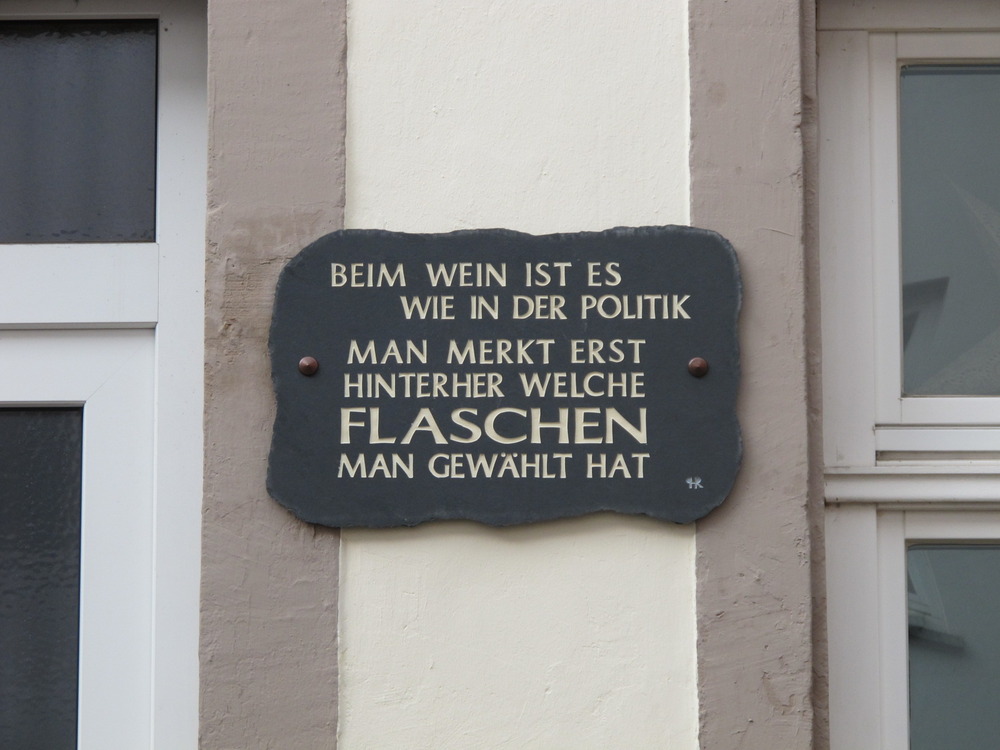 BEIM WEIN IST ES
WIE IN DER POLITIK
MAN MERKT ERST
HINTERHER WELCHE
FLASCHEN
MAN GEWÄHLT HAT